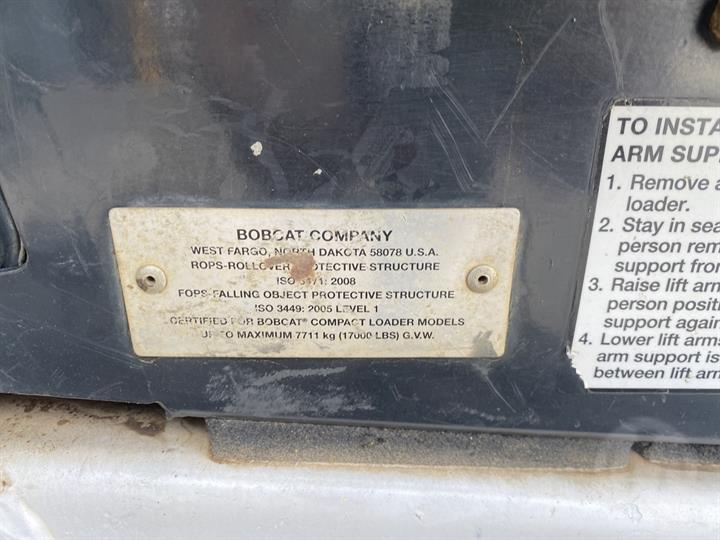 BOBCAT COMPANY
WEST FARGO, NORTH DAKOTA 58078 U.S.A.
ROPS-ROLLOVER PROTECTIVE STRUCTURE
ISO 3471: 2008
FOPS-FALLING OBJECT PROTECTIVE STRUCTURE
ISO 3449: 2005 LEVEL 1
CERTIFIED FOR BOBCAT® COMPACT LOADER MODELS
UP TO MAXIMUM 7711 kg (17000 LBS) G.V.W.
TO INSTA
ARM SUP
1. Remove a
loader.
2. Stay in sea
person rem
support from
3. Raise lift arm
person positi
support again
4. Lower lift arms
arm support is
between lift arm